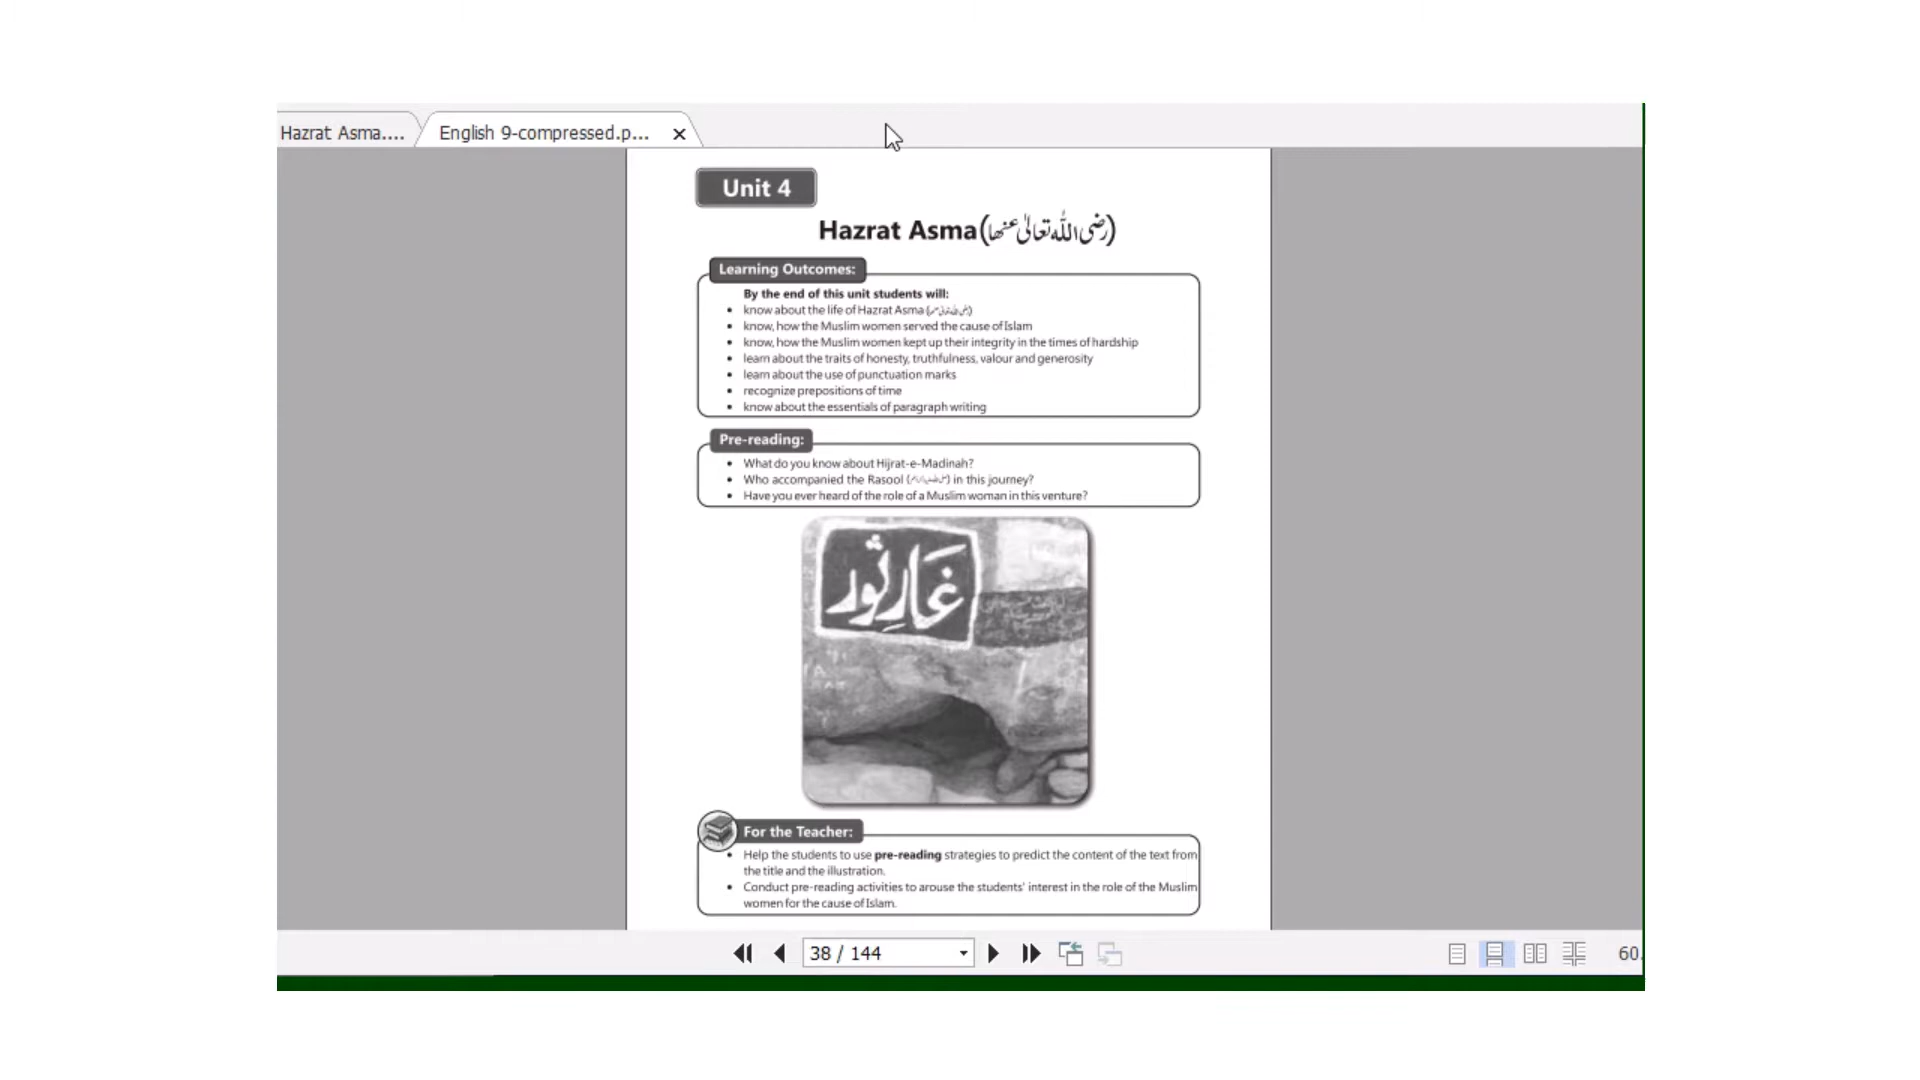 Hazrat Asma....
English 9-compressed.p...
Unit 4
Hazrat Asma (رضی اللہ تعالیٰ عنھا)
Learning Outcomes:
By the end of this unit students will:
• know about the life of Hazrat Asma
• know, how the Muslim women served the cause of Islam
• know, how the Muslim women kept up their integrity in the times of hardship
• learn about the traits of honesty, truthfulness, valour and generosity
• learn about the use of punctuation marks
• recognize prepositions of time
• know about the essentials of paragraph writing
Pre-reading:
• What do you know about Hijrat-e-Madinah?
• Who accompanied the Rasool in this journey?
• Have you ever heard of the role of a Muslim woman in this venture?
غارِ ثور
For the Teacher:
• Help the students to use pre-reading strategies to predict the content of the text from
the title and the illustration.
• Conduct pre-reading activities to arouse the students' interest in the role of the Muslim
women for the cause of Islam.
38 / 144
60.